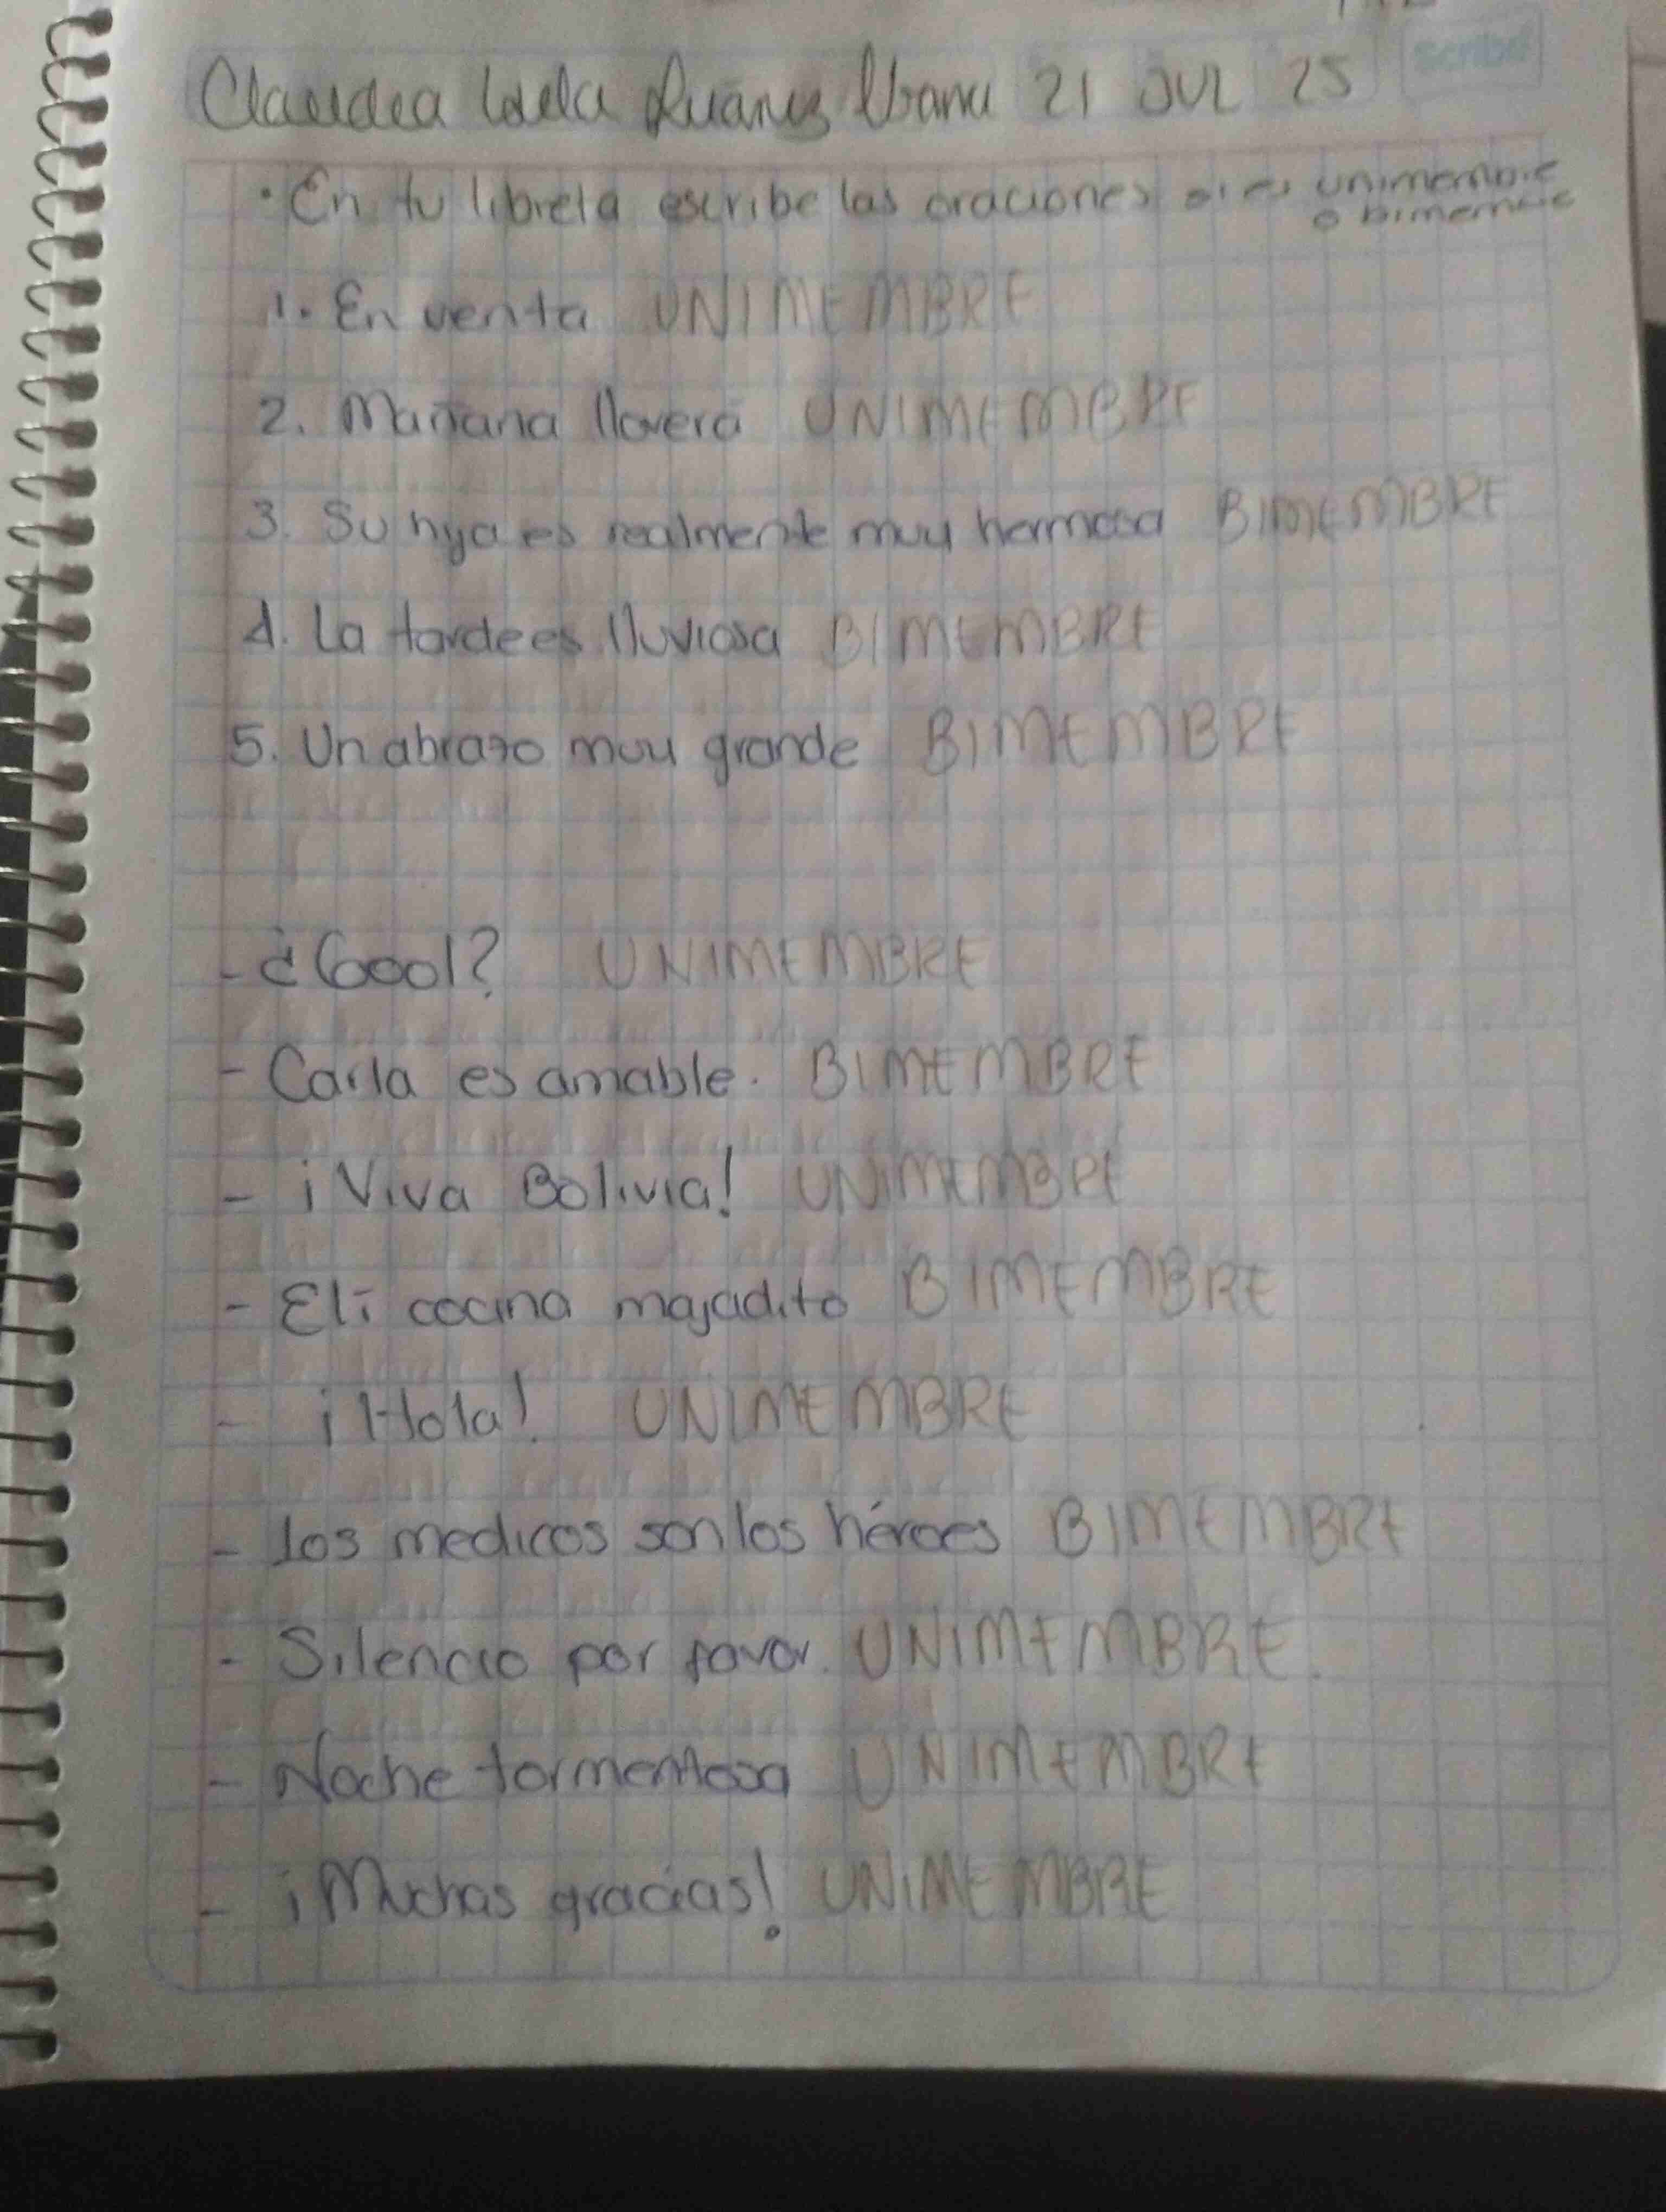 Scribe
Claudia 21 JUL 25
• En tu libreta escribe las oraciones si es unimembre
o bimembre
1. En venta UNIMEMBRE
2. Mañana lloverá UNIMEMBRE
3. Su hija es realmente muy hermosa BIMEMBRE
4. La tarde es lluviosa BIMEMBRE
5. Un abrazo muy grande BIMEMBRE
- ¿Gool? UNIMEMBRE
- Carla es amable. BIMEMBRE
- ¡Viva Bolivia! UNIMEMBRE
- Eli cocina majadito BIMEMBRE
- ¡Hola! UNIMEMBRE
- Los medicos son los héroes BIMEMBRE
- Silencio por favor. UNIMEMBRE.
- Noche tormentosa UNIMEMBRE
- ¡Muchas gracias! UNIMEMBRE